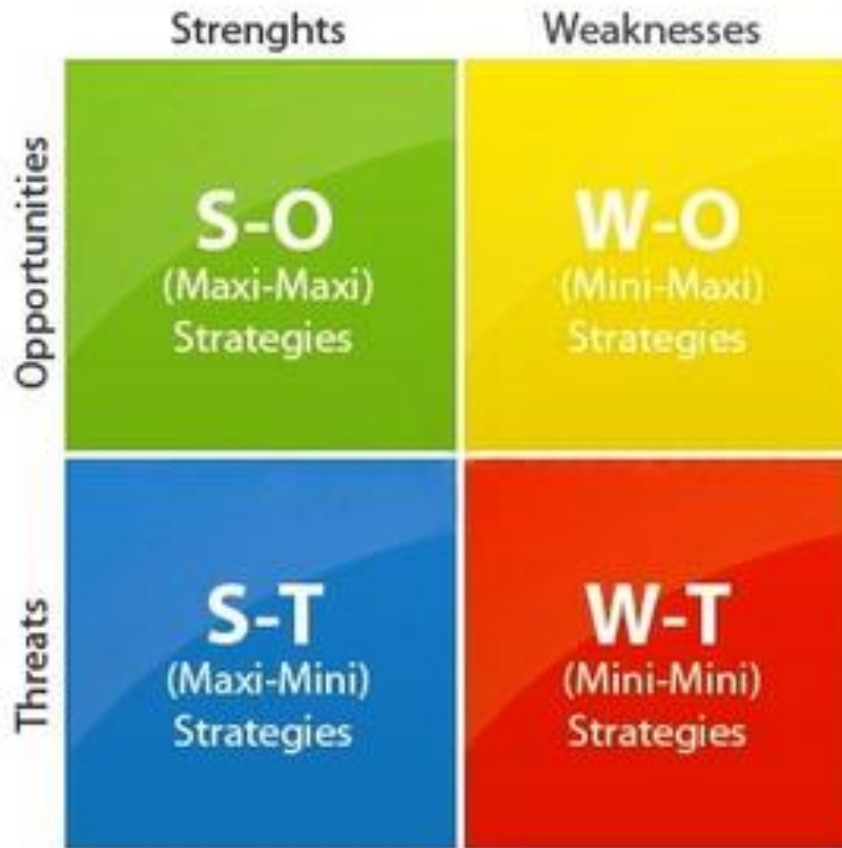 Strenghts
Weaknesses
Opportunities
S-O
(Maxi-Maxi)
Strategies
W-O
(Mini-Maxi)
Strategies
Threats
S-T
(Maxi-Mini)
Strategies
W-T
(Mini-Mini)
Strategies